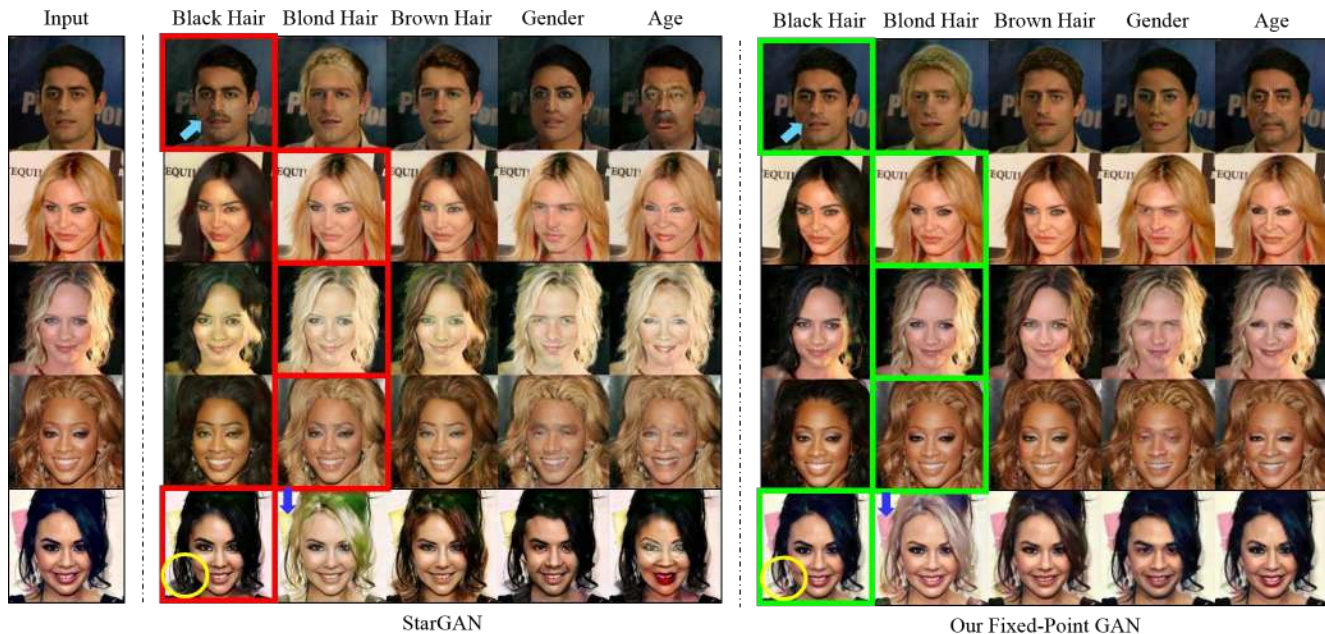 Input Black Hair Blond Hair Brown Hair Gender Age Black Hair Blond Hair Brown Hair Gender Age
StarGAN
Our Fixed-Point GAN